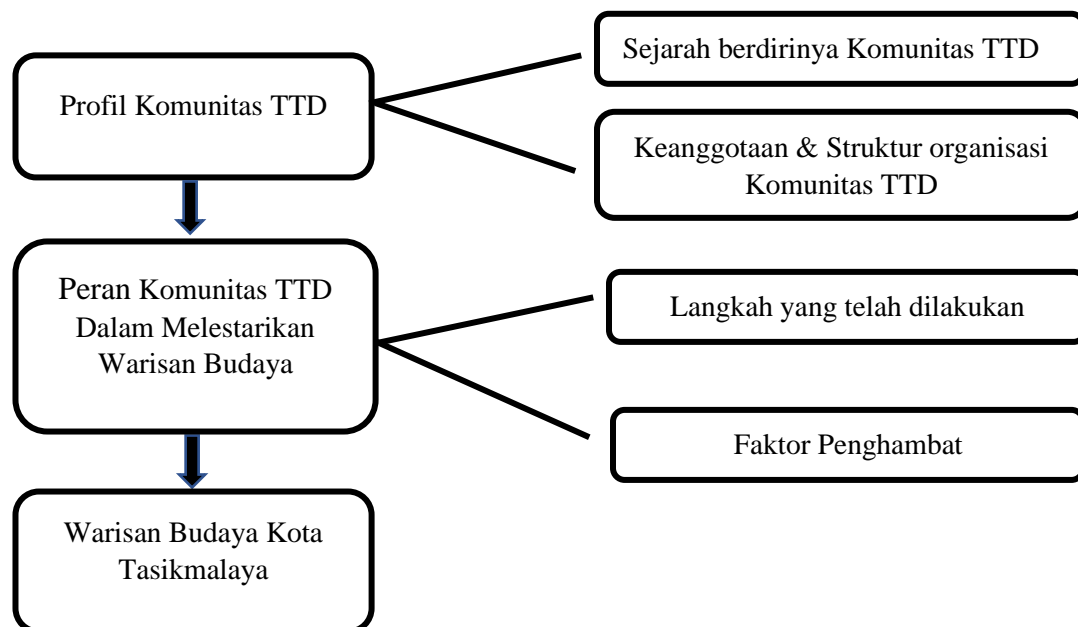 Profil Komunitas TTD
Sejarah berdirinya Komunitas TTD
Keanggotaan & Struktur organisasi
Komunitas TTD
Peran Komunitas TTD
Dalam Melestarikan
Warisan Budaya
Langkah yang telah dilakukan
Faktor Penghambat
Warisan Budaya Kota
Tasikmalaya